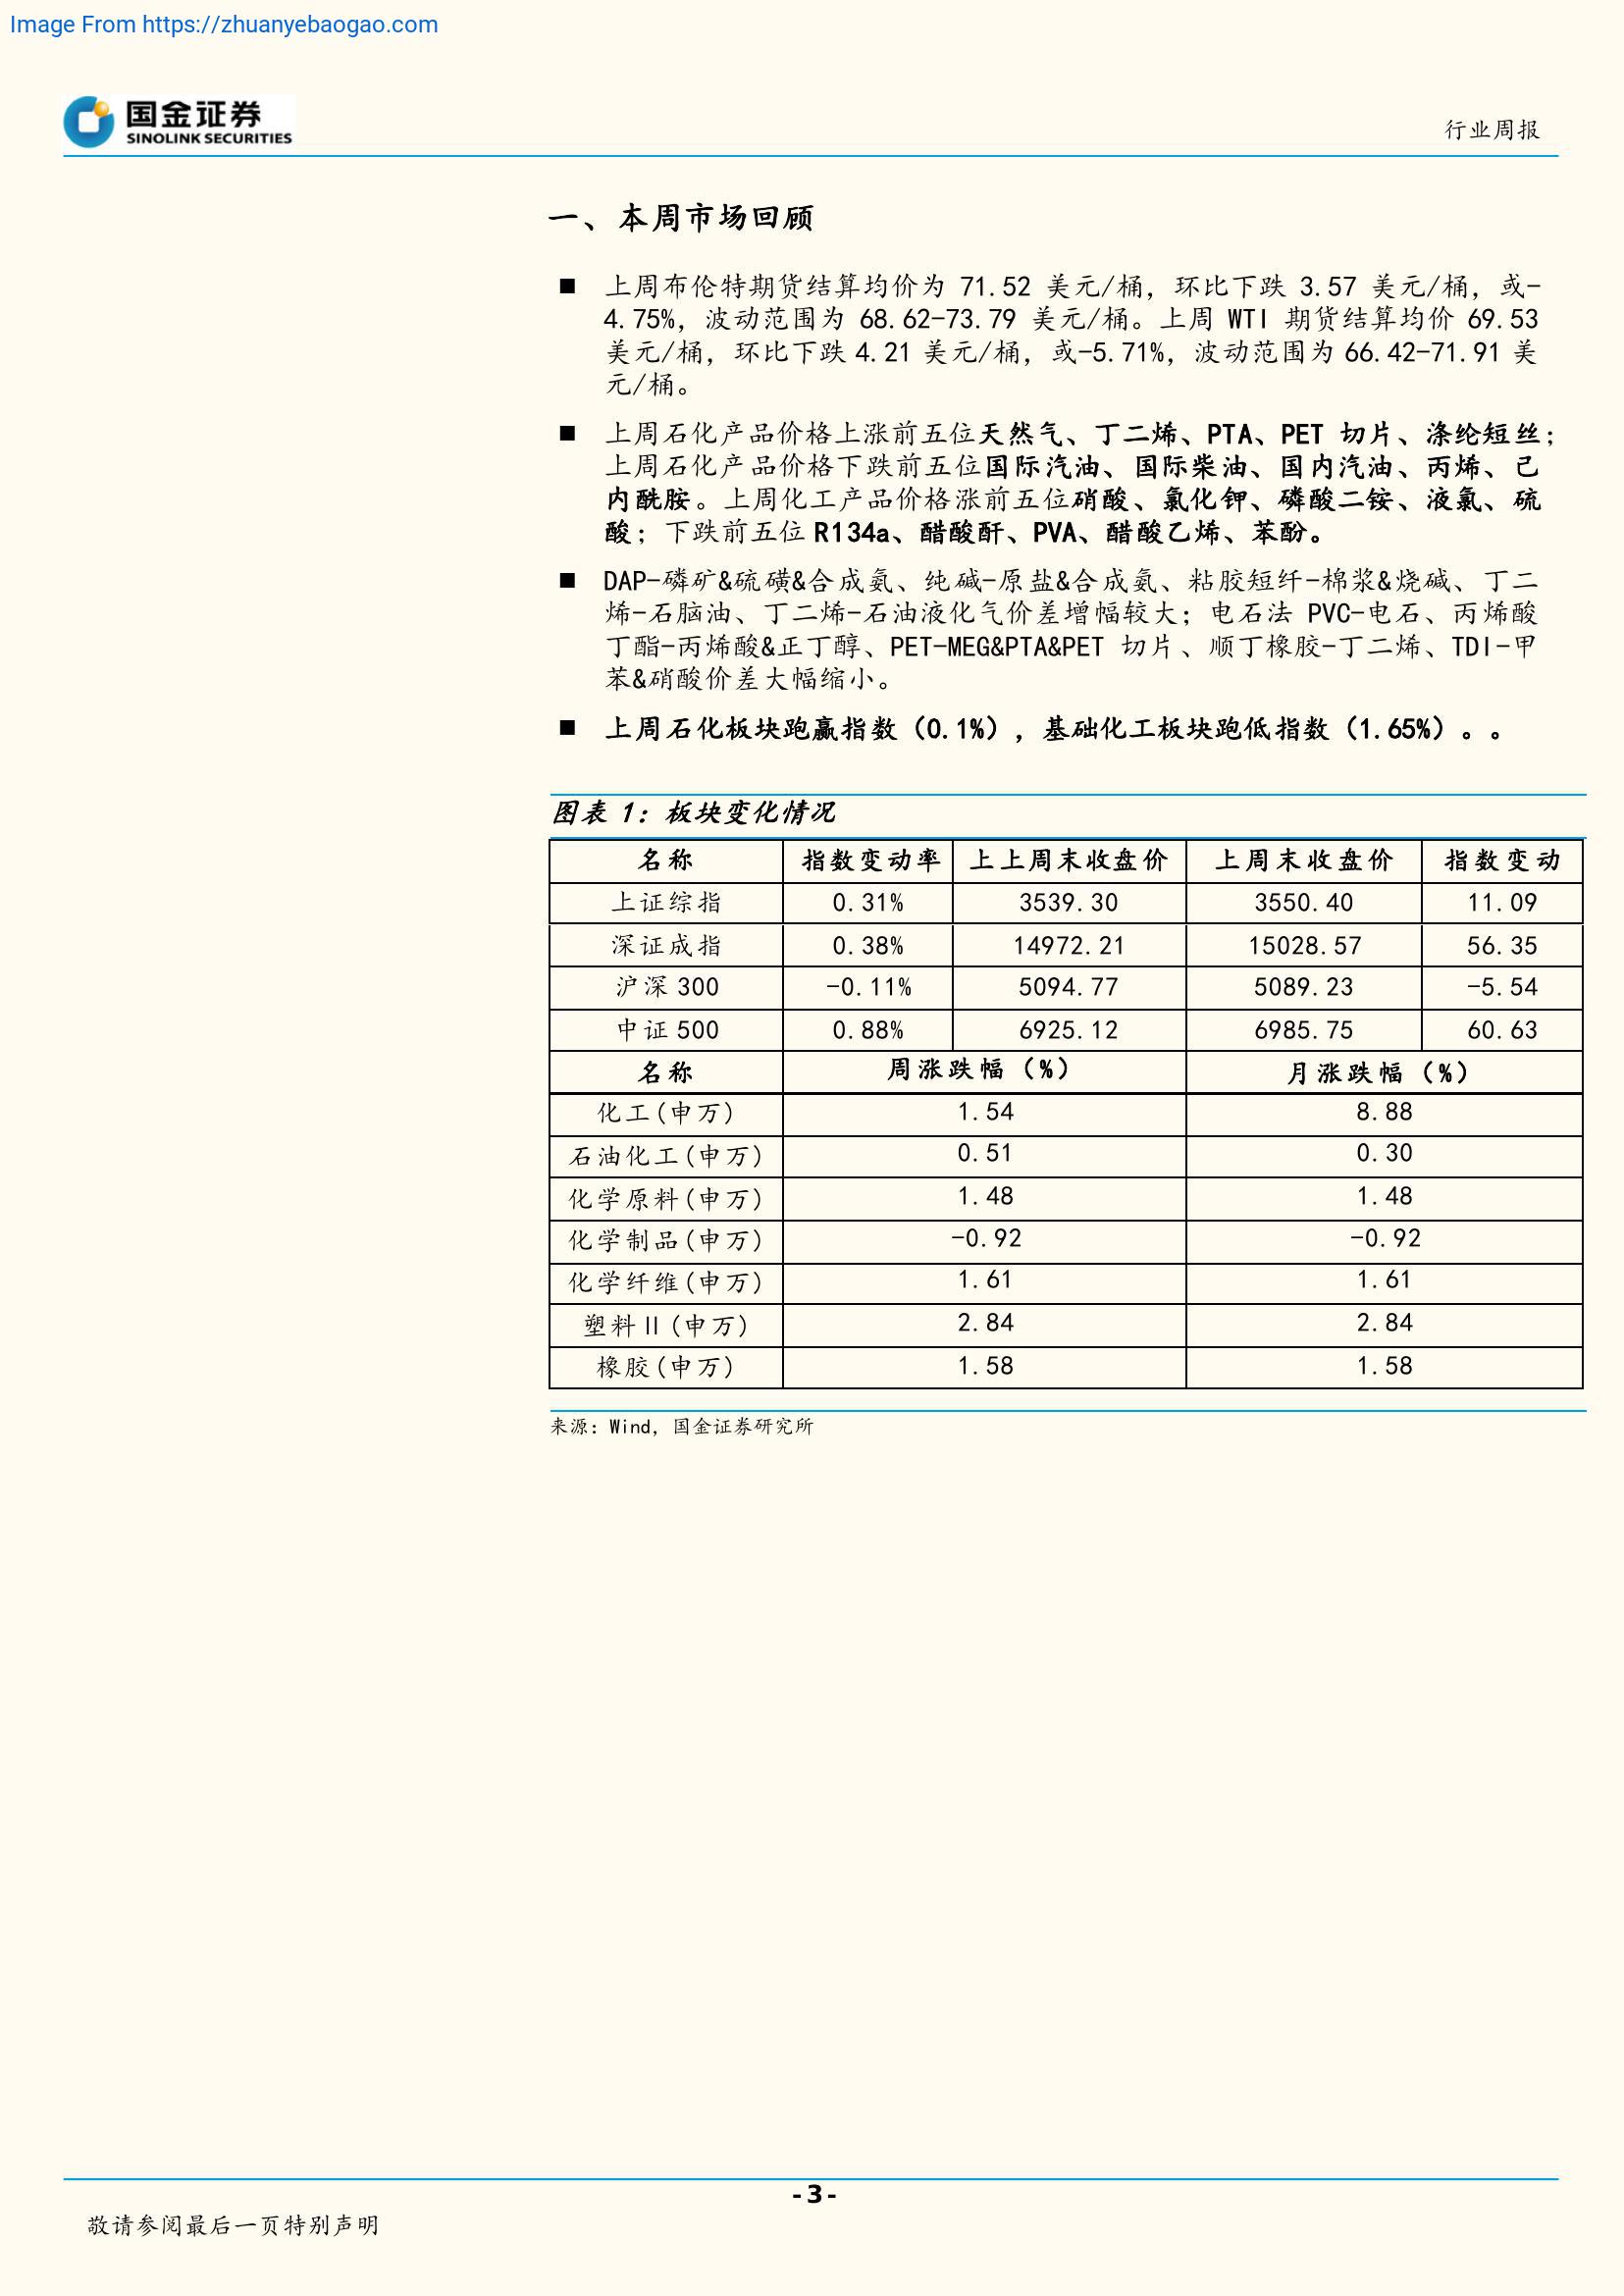 Image From https://zhuanyebaogao.com
国金证券
SINOLINK SECURITIES
行业周报
一、本周市场回顾
■ 上周布伦特期货结算均价为 71.52 美元/桶，环比下跌 3.57 美元/桶，或-
4.75%，波动范围为 68.62-73.79 美元/桶。上周 WTI 期货结算均价 69.53
美元/桶，环比下跌 4.21 美元/桶，或-5.71%，波动范围为 66.42-71.91 美
元/桶。
■ 上周石化产品价格上涨前五位天然气、丁二烯、PTA、PET 切片、涤纶短丝；
上周石化产品价格下跌前五位国际汽油、国际柴油、国内汽油、丙烯、己
内酰胺。上周化工产品价格涨前五位硝酸、氯化钾、磷酸二铵、液氯、硫
酸；下跌前五位 R134a、醋酸酐、PVA、醋酸乙烯、苯酚。
■ DAP-磷矿&硫磺&合成氨、纯碱-原盐&合成氨、粘胶短纤-棉浆&烧碱、丁二
烯-石脑油、丁二烯-石油液化气价差增幅较大；电石法 PVC-电石、丙烯酸
丁酯-丙烯酸&正丁醇、PET-MEG&PTA&PET 切片、顺丁橡胶-丁二烯、TDI-甲
苯&硝酸价差大幅缩小。
■ 上周石化板块跑赢指数（0.1%），基础化工板块跑低指数（1.65%）。。
图表 1：板块变化情况
名称 指数变动率 上上周末收盘价 上周末收盘价 指数变动
上证综指 0.31% 3539.30 3550.40 11.09
深证成指 0.38% 14972.21 15028.57 56.35
沪深 300 -0.11% 5094.77 5089.23 -5.54
中证 500 0.88% 6925.12 6985.75 60.63
名称 周涨跌幅（%） 月涨跌幅（%）
化工(申万) 1.54 8.88
石油化工(申万) 0.51 0.30
化学原料(申万) 1.48 1.48
化学制品(申万) -0.92 -0.92
化学纤维(申万) 1.61 1.61
塑料Ⅱ(申万) 2.84 2.84
橡胶(申万) 1.58 1.58
来源：Wind，国金证券研究所
-3-
敬请参阅最后一页特别声明